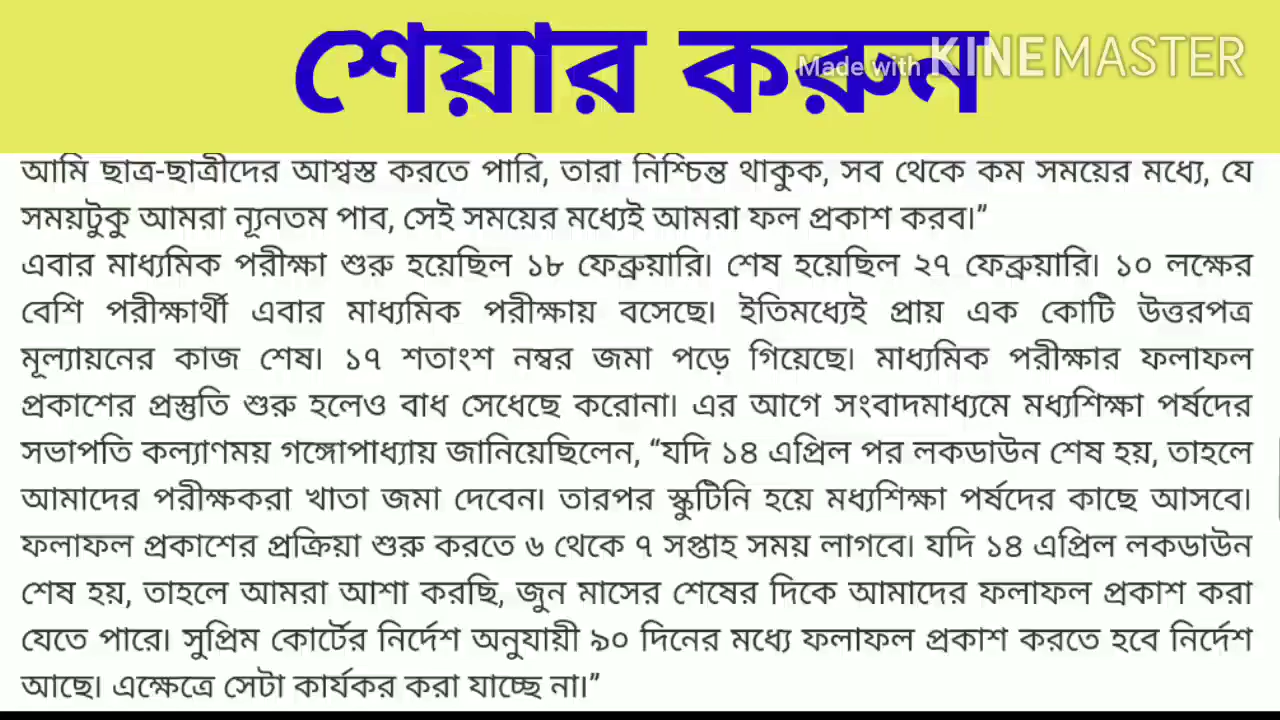 শেয়ার করুন
Made with KINEMASTER
আমি ছাত্র-ছাত্রীদের আশ্বস্ত করতে পারি, তারা নিশ্চিন্ত থাকুক, সব থেকে কম সময়ের মধ্যে, যে
সময়টুকু আমরা ন্যূনতম পাব, সেই সময়ের মধ্যেই আমরা ফল প্রকাশ করব।”
এবার মাধ্যমিক পরীক্ষা শুরু হয়েছিল ১৮ ফেব্রুয়ারি। শেষ হয়েছিল ২৭ ফেব্রুয়ারি। ১০ লক্ষের
বেশি পরীক্ষার্থী এবার মাধ্যমিক পরীক্ষায় বসেছে। ইতিমধ্যেই প্রায় এক কোটি উত্তরপত্র
মূল্যায়নের কাজ শেষ। ১৭ শতাংশ নম্বর জমা পড়ে গিয়েছে। মাধ্যমিক পরীক্ষার ফলাফল
প্রকাশের প্রস্তুতি শুরু হলেও বাধ সেধেছে করোনা। এর আগে সংবাদমাধ্যমে মধ্যশিক্ষা পর্ষদের
সভাপতি কল্যাণময় গঙ্গোপাধ্যায় জানিয়েছিলেন, “যদি ১৪ এপ্রিল পর লকডাউন শেষ হয়, তাহলে
আমাদের পরীক্ষকরা খাতা জমা দেবেন। তারপর স্ক্রুটিনি হয়ে মধ্যশিক্ষা পর্ষদের কাছে আসবে।
ফলাফল প্রকাশের প্রক্রিয়া শুরু করতে ৬ থেকে ৭ সপ্তাহ সময় লাগবে। যদি ১৪ এপ্রিল লকডাউন
শেষ হয়, তাহলে আমরা আশা করছি, জুন মাসের শেষের দিকে আমাদের ফলাফল প্রকাশ করা
যেতে পারে। সুপ্রিম কোর্টের নির্দেশ অনুযায়ী ৯০ দিনের মধ্যে ফলাফল প্রকাশ করতে হবে নির্দেশ
আছে। এক্ষেত্রে সেটা কার্যকর করা যাচ্ছে না।”